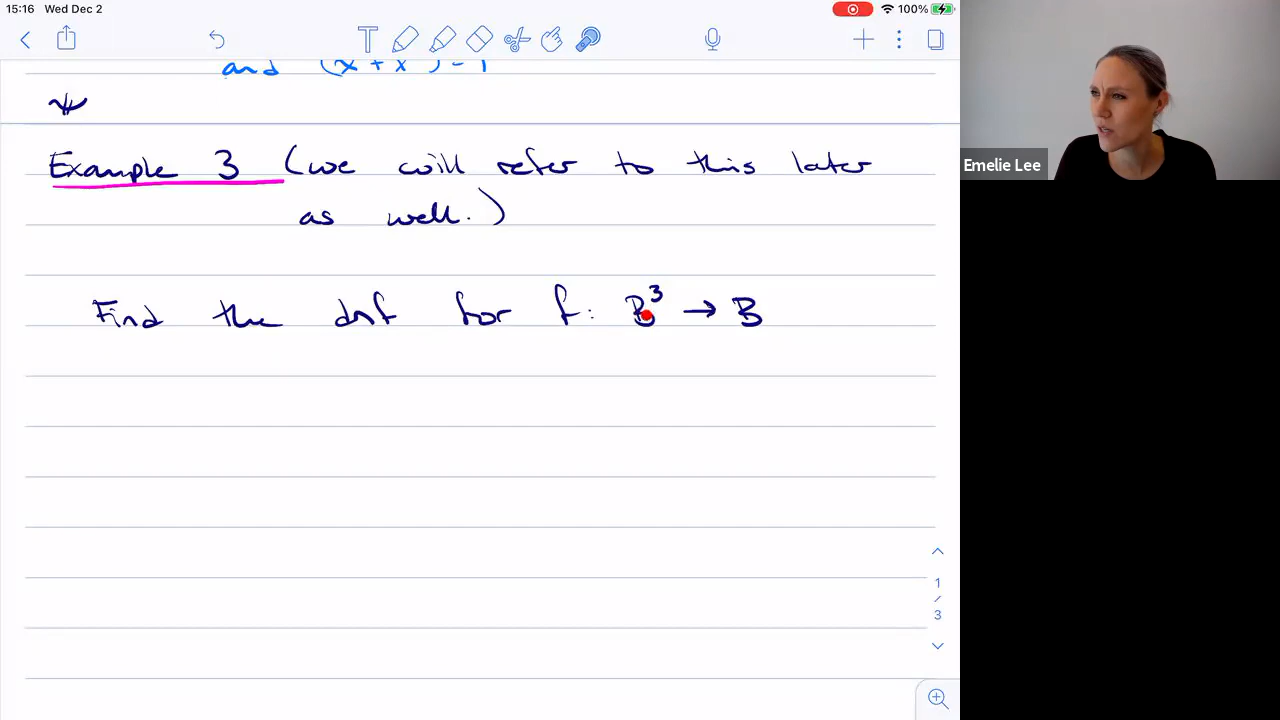 15:16 Wed Dec 2
100%
T
and (x + x
Example 3 (we will refer to this later
as well.)
Find the dnf for f: B³ → B
1
/
3
Emelie Lee